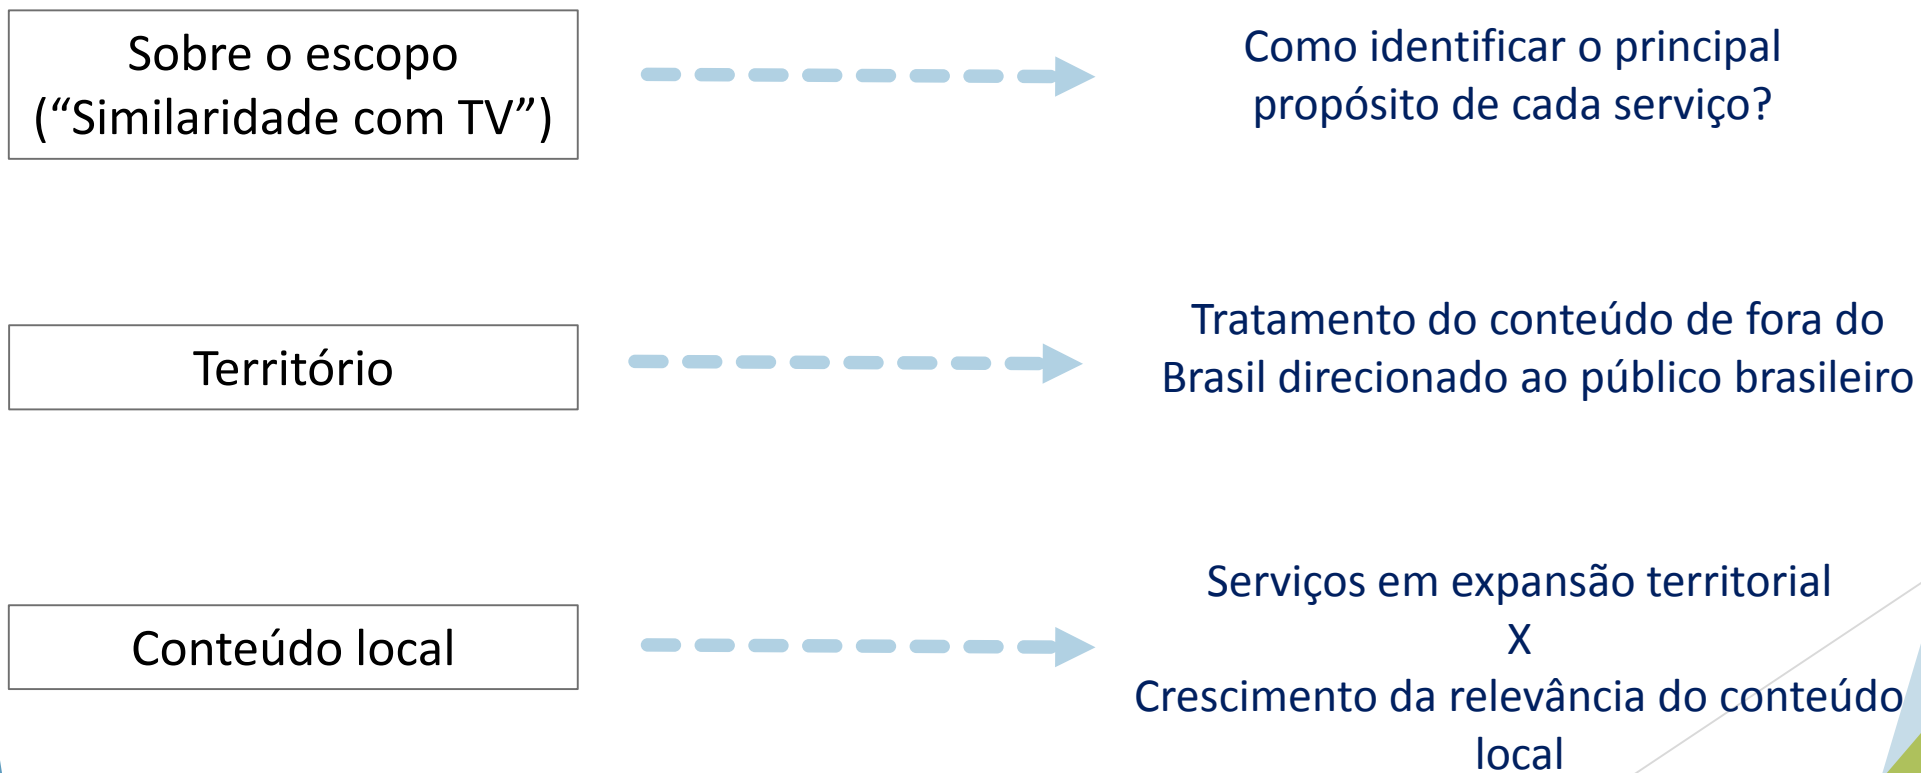 Sobre o escopo
(“Similaridade com TV”)
Como identificar o principal
propósito de cada serviço?
Território
Tratamento do conteúdo de fora do
Brasil direcionado ao público brasileiro
Conteúdo local
Serviços em expansão territorial
X
Crescimento da relevância do conteúdo
local